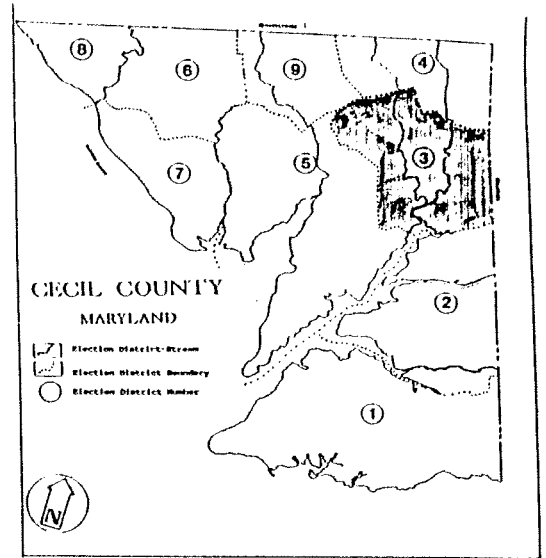 8
6
9
4
3
7
5
CECIL COUNTY
MARYLAND
2
Election District-Stream
Election District Boundary
Election District Number
1
N